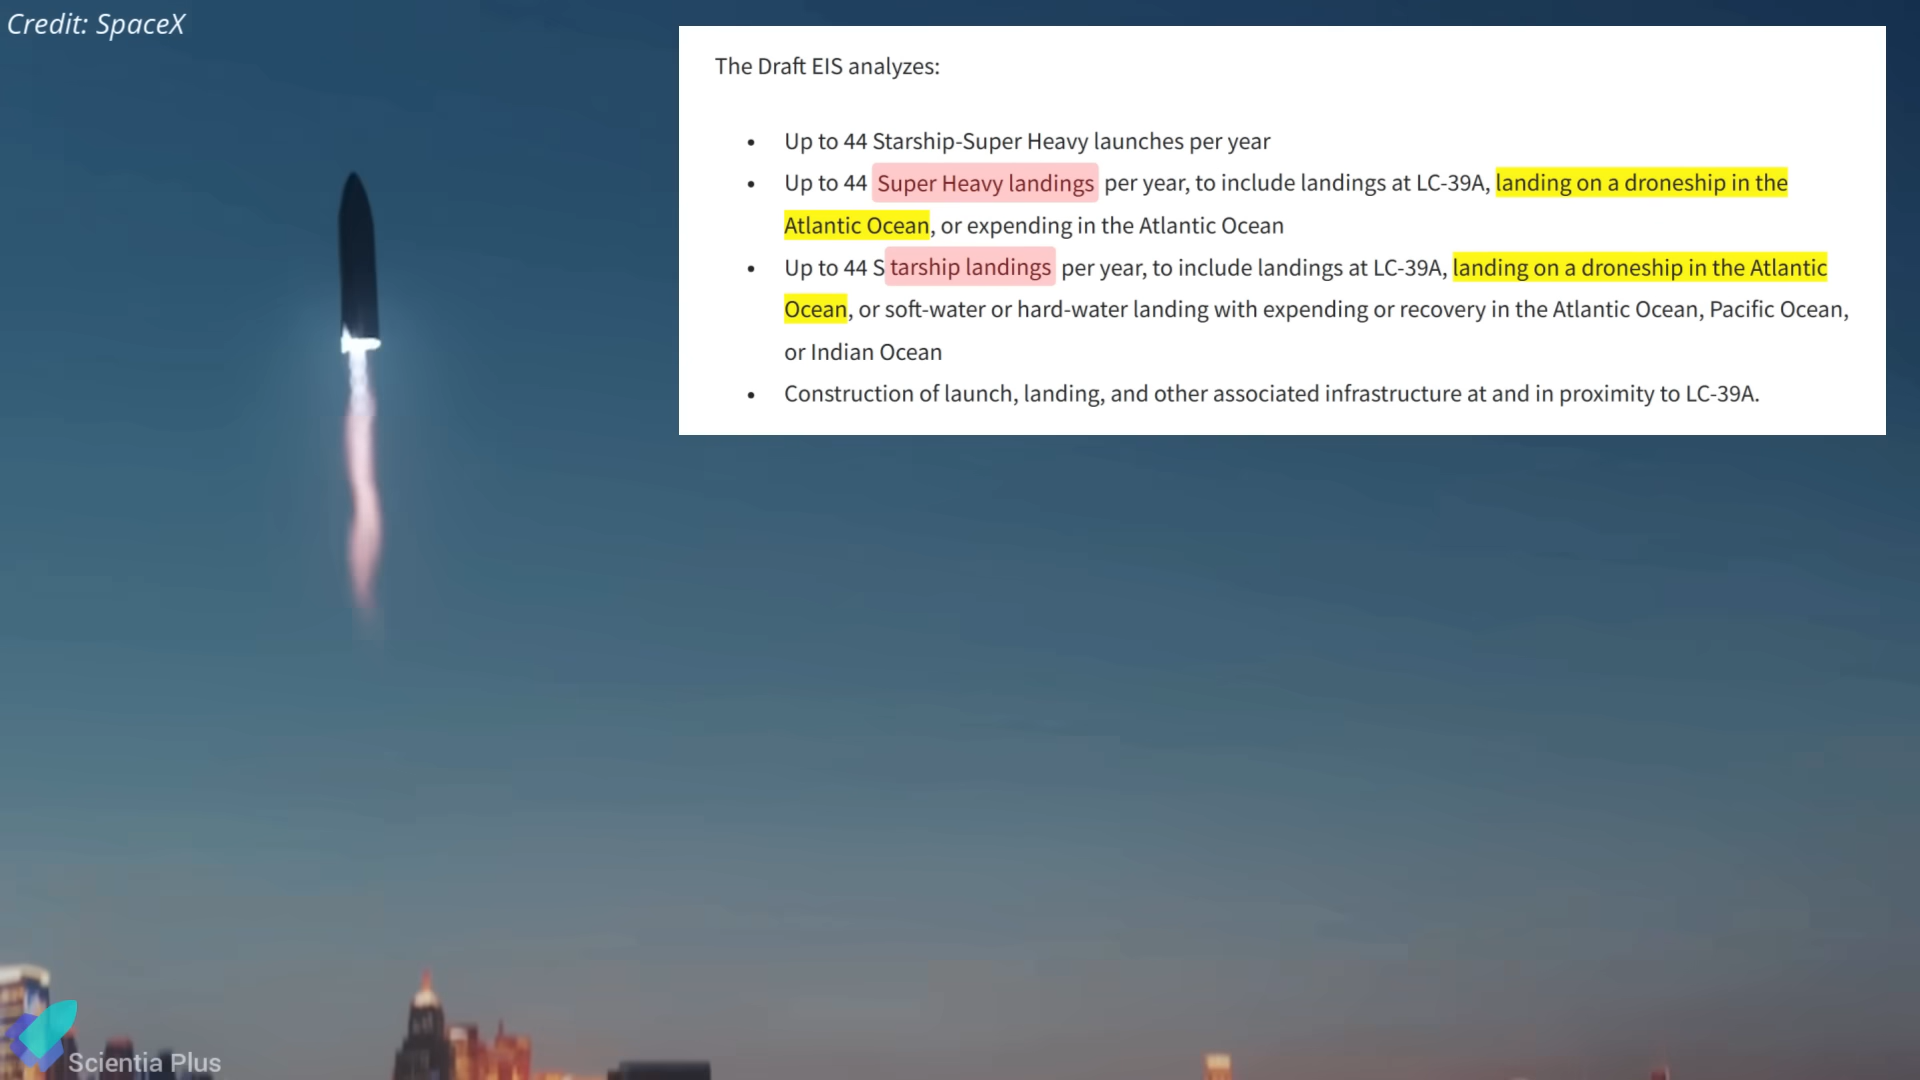 Credit: SpaceX
The Draft EIS analyzes:
• Up to 44 Starship-Super Heavy launches per year
• Up to 44 Super Heavy landings per year, to include landings at LC-39A, landing on a droneship in the
Atlantic Ocean, or expending in the Atlantic Ocean
• Up to 44 Starship landings per year, to include landings at LC-39A, landing on a droneship in the Atlantic
Ocean, or soft-water or hard-water landing with expending or recovery in the Atlantic Ocean, Pacific Ocean,
or Indian Ocean
• Construction of launch, landing, and other associated infrastructure at and in proximity to LC-39A.
Scientia Plus